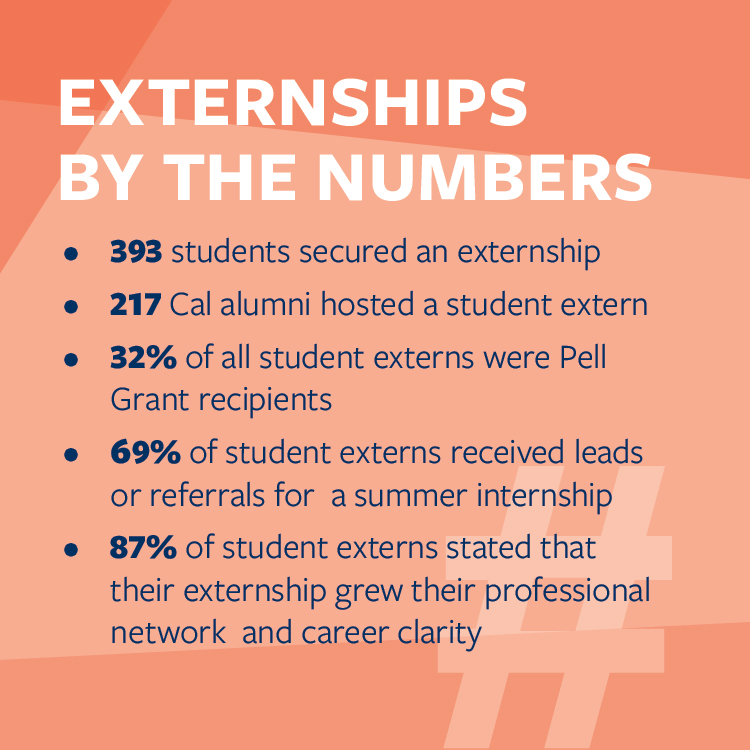 EXTERNSHIPS
BY THE NUMBERS
• 393 students secured an externship
• 217 Cal alumni hosted a student extern
• 32% of all student externs were Pell
Grant recipients
• 69% of student externs received leads
or referrals for  a summer internship
• 87% of student externs stated that
their externship grew their professional
network  and career clarity
#